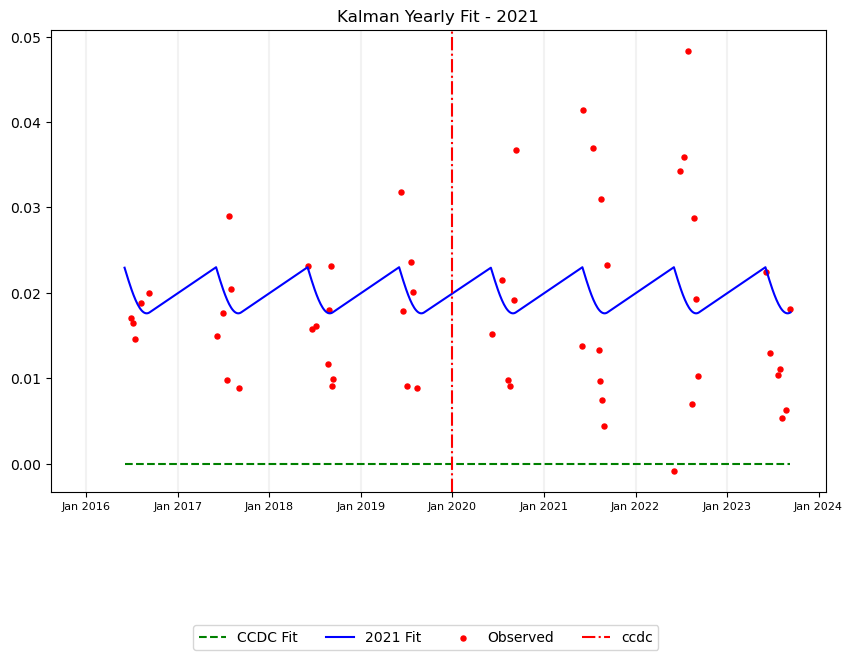 Kalman Yearly Fit - 2021
0.05
0.04
0.03
0.02
0.01
0.00
Jan 2016 Jan 2017 Jan 2018 Jan 2019 Jan 2020 Jan 2021 Jan 2022 Jan 2023 Jan 2024
CCDC Fit 2021 Fit Observed ccdc